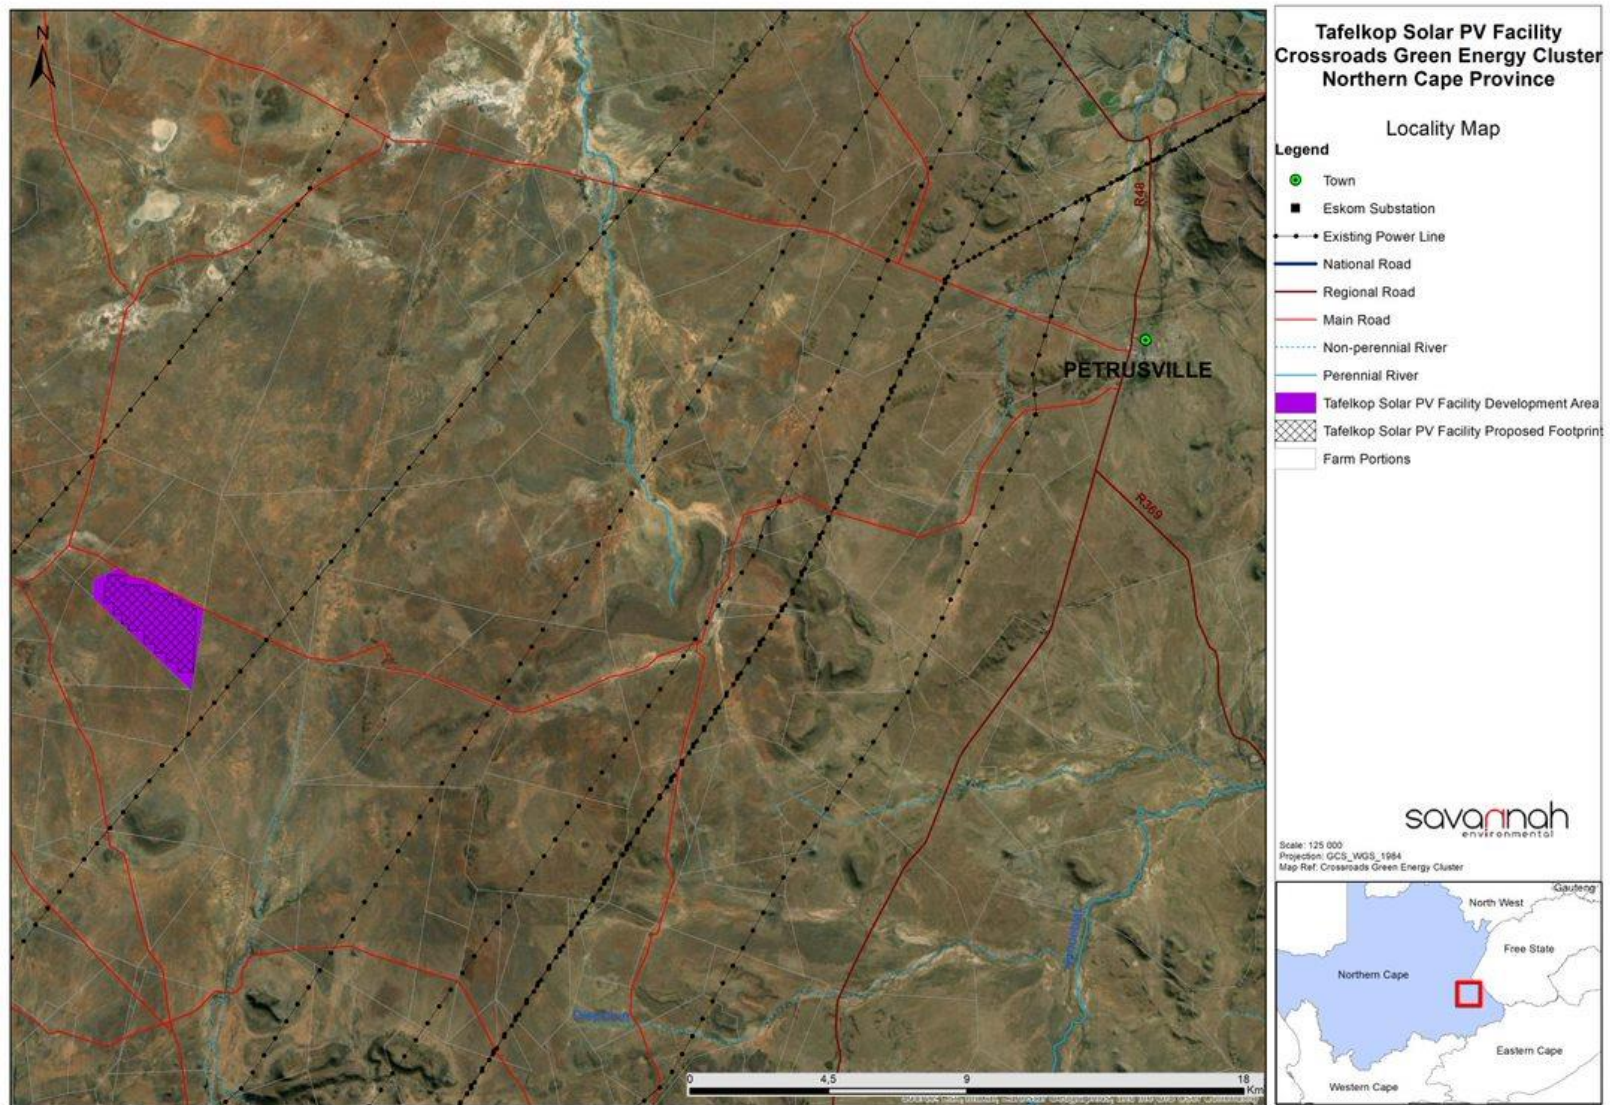 N
R48
PETRUSVILLE
R369
0 4,5 9 18
Km
Tafelkop Solar PV Facility
Crossroads Green Energy Cluster
Northern Cape Province
Locality Map
Legend
Town
Eskom Substation
Existing Power Line
National Road
Regional Road
Main Road
Non-perennial River
Perennial River
Tafelkop Solar PV Facility Development Area
Tafelkop Solar PV Facility Proposed Footprint
Farm Portions
savannah
environmental
Scale: 125 000
Projection: GCS_WGS_1984
Map Ref: Crossroads Green Energy Cluster
Gauteng
North West
Free State
Northern Cape
Eastern Cape
Western Cape